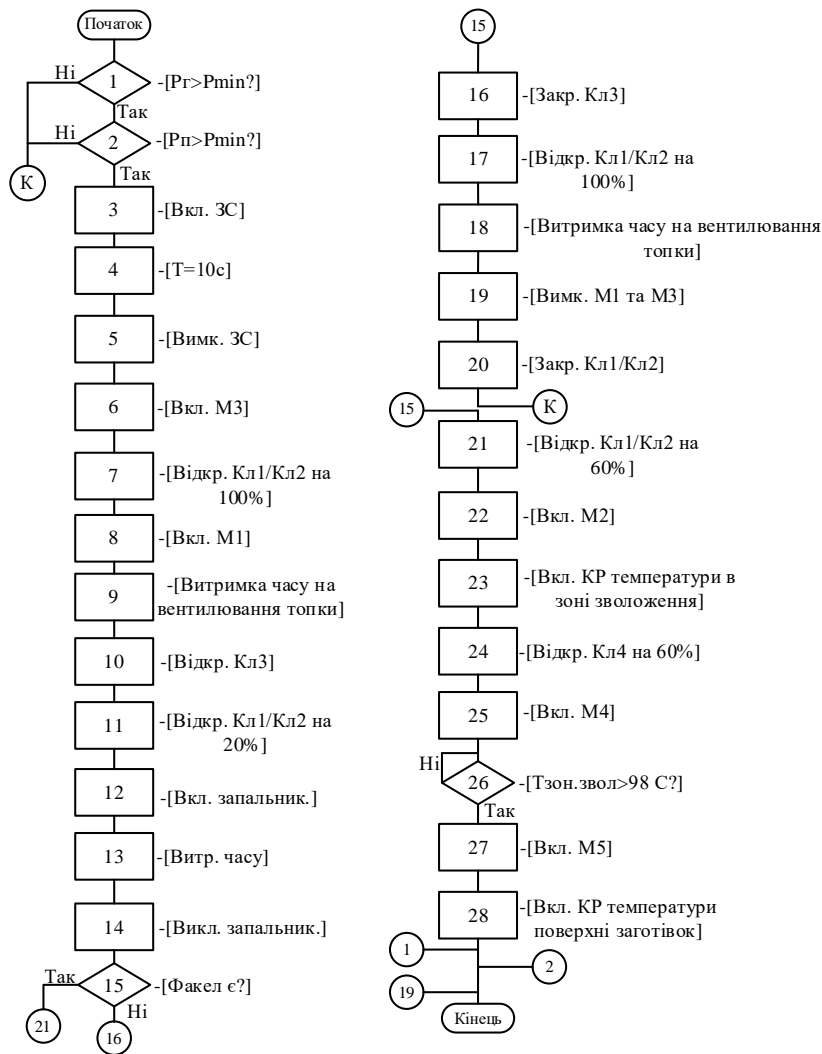 Початок
Ні
1
-[Рг>Pmin?]
Так
Ні
2
-[Рп>Pmin?]
К
Так
3
-[Вкл. ЗС]
4
-[Т=10с]
5
-[Вимк. ЗС]
6
-[Вкл. М3]
7
-[Відкр. Кл1/Кл2 на
100%]
8
-[Вкл. М1]
9
-[Витримка часу на
вентилювання топки]
10
-[Відкр. Кл3]
11
-[Відкр. Кл1/Кл2 на
20%]
12
-[Вкл. запальник.]
13
-[Витр. часу]
14
-[Викл. запальник.]
Так
15
-[Факел є?]
Ні
21
16
15
16
-[Закр. Кл3]
17
-[Відкр. Кл1/Кл2 на
100%]
18
-[Витримка часу на вентилювання
топки]
19
-[Вимк. М1 та М3]
20
-[Закр. Кл1/Кл2]
15
К
21
-[Відкр. Кл1/Кл2 на
60%]
22
-[Вкл. М2]
23
-[Вкл. КР температури в
зоні зволоження]
24
-[Відкр. Кл4 на 60%]
25
-[Вкл. М4]
Ні
26
-[Тзон.звол>98 С?]
Так
27
-[Вкл. М5]
28
-[Вкл. КР температури
поверхні заготівок]
1
2
19
Кінець